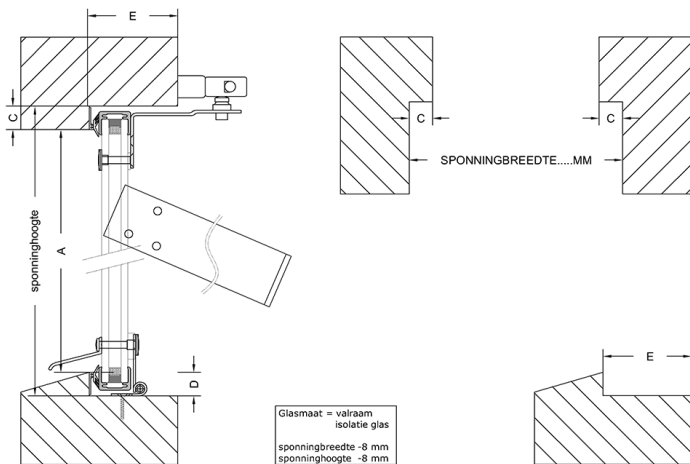 E
C
sponninghoogte
A
D
C
C
SPONNINGBREEDTE.....MM
E
Glasmaat = valraam
isolatie glas
sponningbreedte -8 mm
sponninghoogte -8 mm